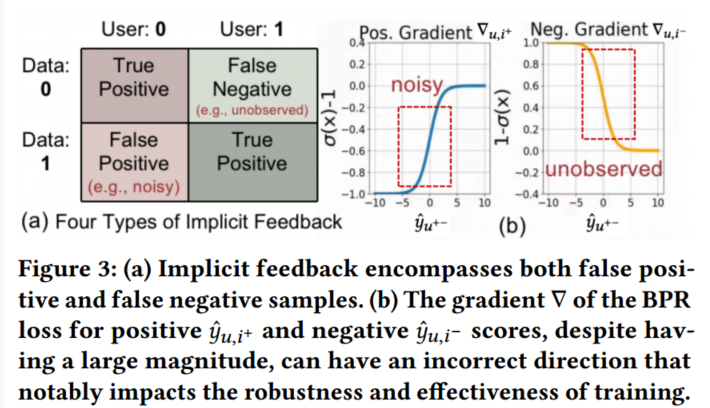 User: 0 User: 1
Data: 0
True Positive
False Negative
(e.g., unobserved)
Data: 1
False Positive
(e.g., noisy)
True Positive
(a) Four Types of Implicit Feedback
Pos. Gradient ∇u,i+
σ(x)-1
0.4
0.2
0.0
−0.2
−0.4
−0.6
−0.8
−1.0
noisy
−10 −5 0 5 10
ŷu+−
(b)
Neg. Gradient ∇u,i−
1-σ(x)
1.0
0.8
0.6
0.4
0.2
0.0
−0.2
−0.4
unobserved
−10 −5 0 5 10
ŷu+−
Figure 3: (a) Implicit feedback encompasses both false posi-
tive and false negative samples. (b) The gradient ∇ of the BPR
loss for positive ŷu,i+ and negative ŷu,i− scores, despite hav-
ing a large magnitude, can have an incorrect direction that
notably impacts the robustness and effectiveness of training.